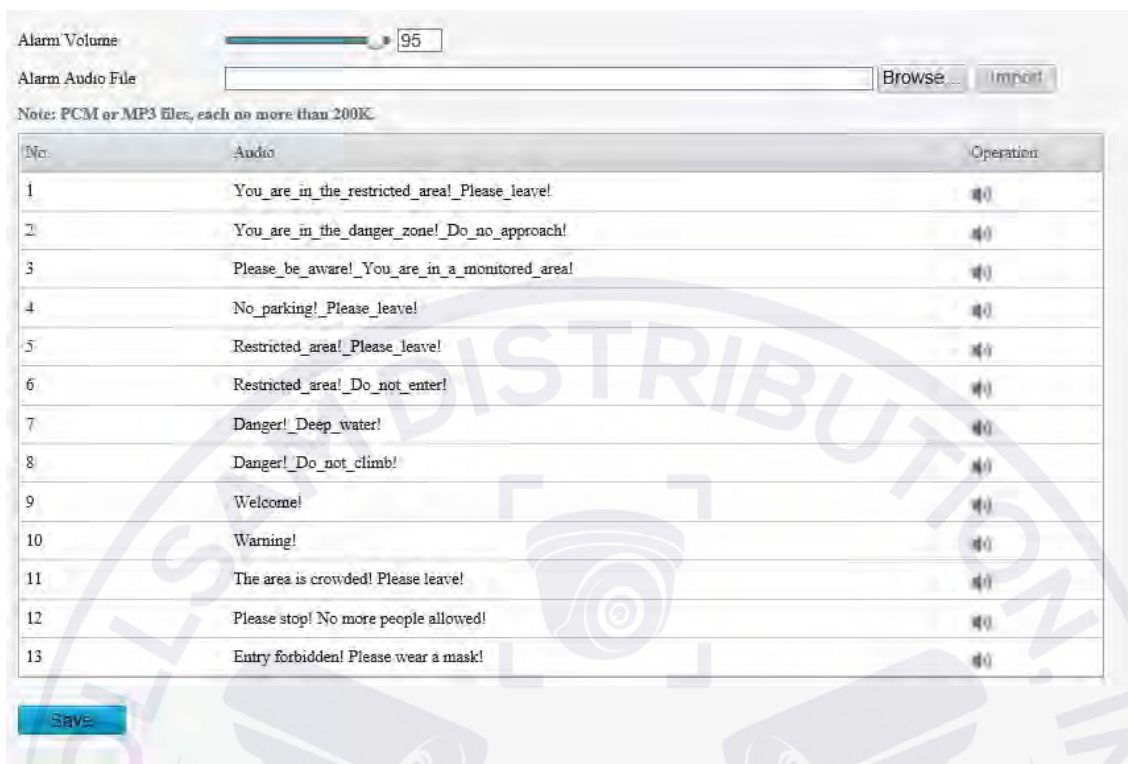 Alarm Volume 95
Alarm Audio File Browse... Import
Note: PCM or MP3 files, each no more than 200K.
No. Audio Operation
1 You_are_in_the_restricted_area!_Please_leave!
2 You_are_in_the_danger_zone!_Do_no_approach!
3 Please_be_aware!_You_are_in_a_monitored_area!
4 No_parking!_Please_leave!
5 Restricted_area!_Please_leave!
6 Restricted_area!_Do_not_enter!
7 Danger!_Deep_water!
8 Danger!_Do_not_climb!
9 Welcome!
10 Warning!
11 The area is crowded! Please leave!
12 Please stop! No more people allowed!
13 Entry forbidden! Please wear a mask!
Save
SAM DISTRIBUTION, IN